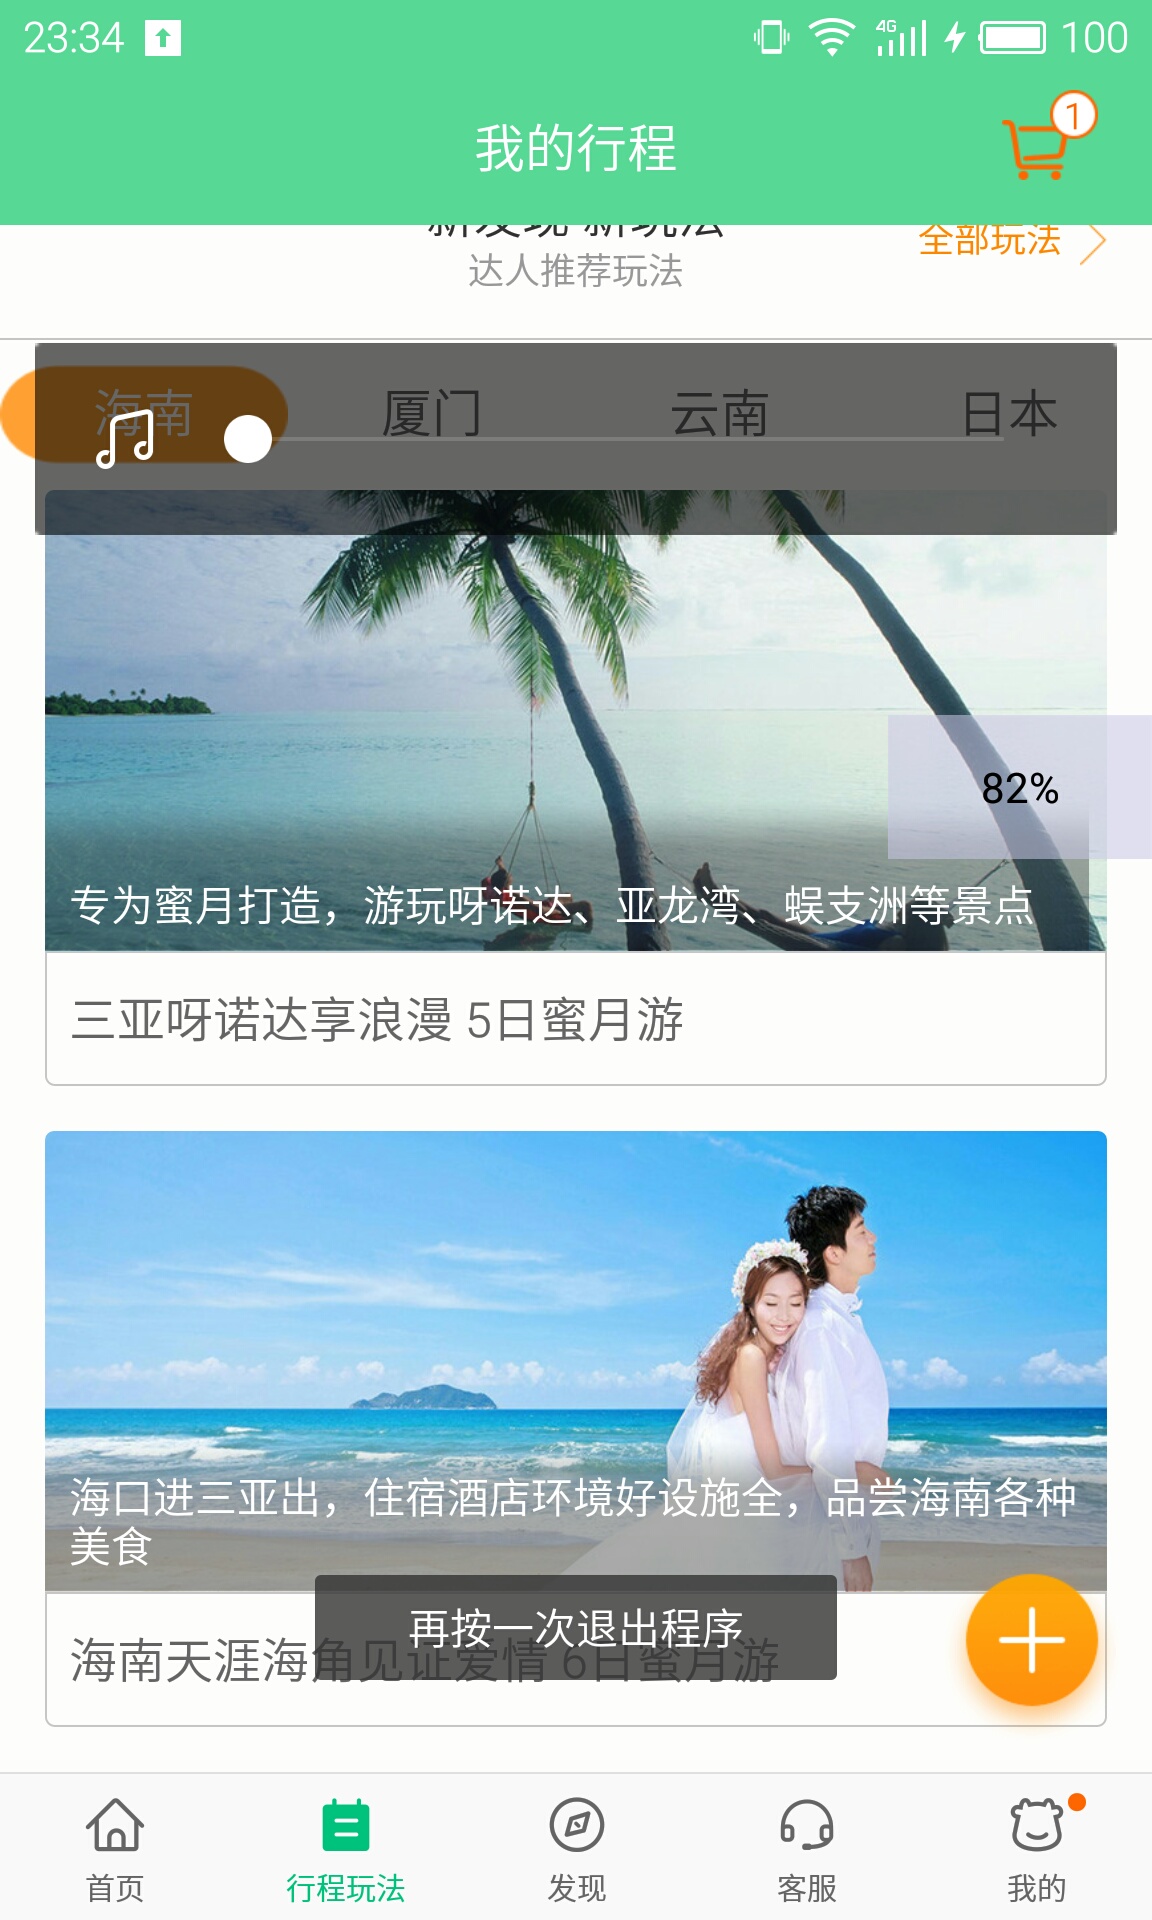 23:34
4G
100
我的行程
1
新发现 新玩法
全部玩法
达人推荐玩法
海南
厦门
云南
日本
82%
专为蜜月打造，游玩呀诺达、亚龙湾、蜈支洲等景点
三亚呀诺达享浪漫 5日蜜月游
海口进三亚出，住宿酒店环境好设施全，品尝海南各种
美食
再按一次退出程序
海南天涯海角见证爱情 6日蜜月游
首页
行程玩法
发现
客服
我的